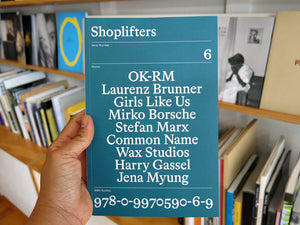 Shoplifters
6
OK-RM
Laurenz Brunner
Girls Like Us
Mirko Borsche
Stefan Marx
Common Name
Wax Studios
Harry Gassel
Jena Myung
978-0-9970590-6-9